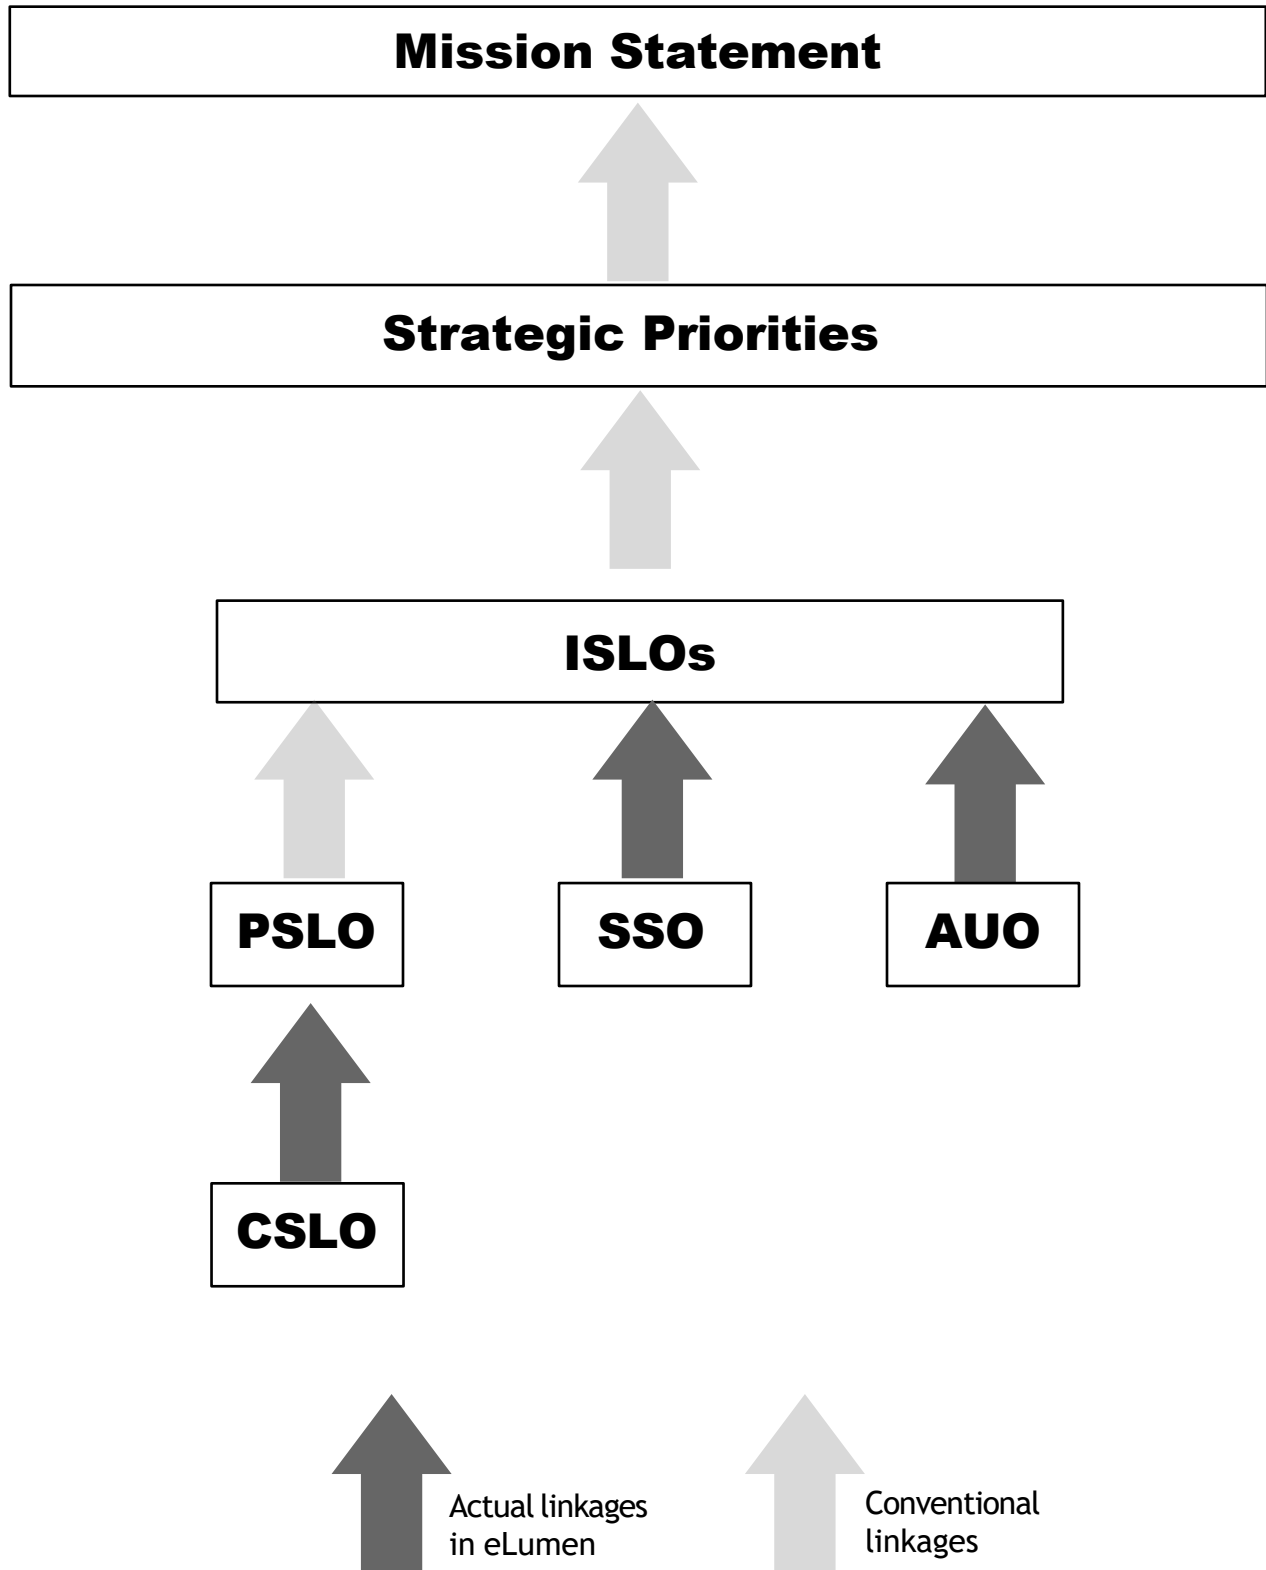 Mission Statement
Strategic Priorities
ISLOs
PSLO
SSO
AUO
CSLO
Actual linkages
in eLumen
Conventional
linkages